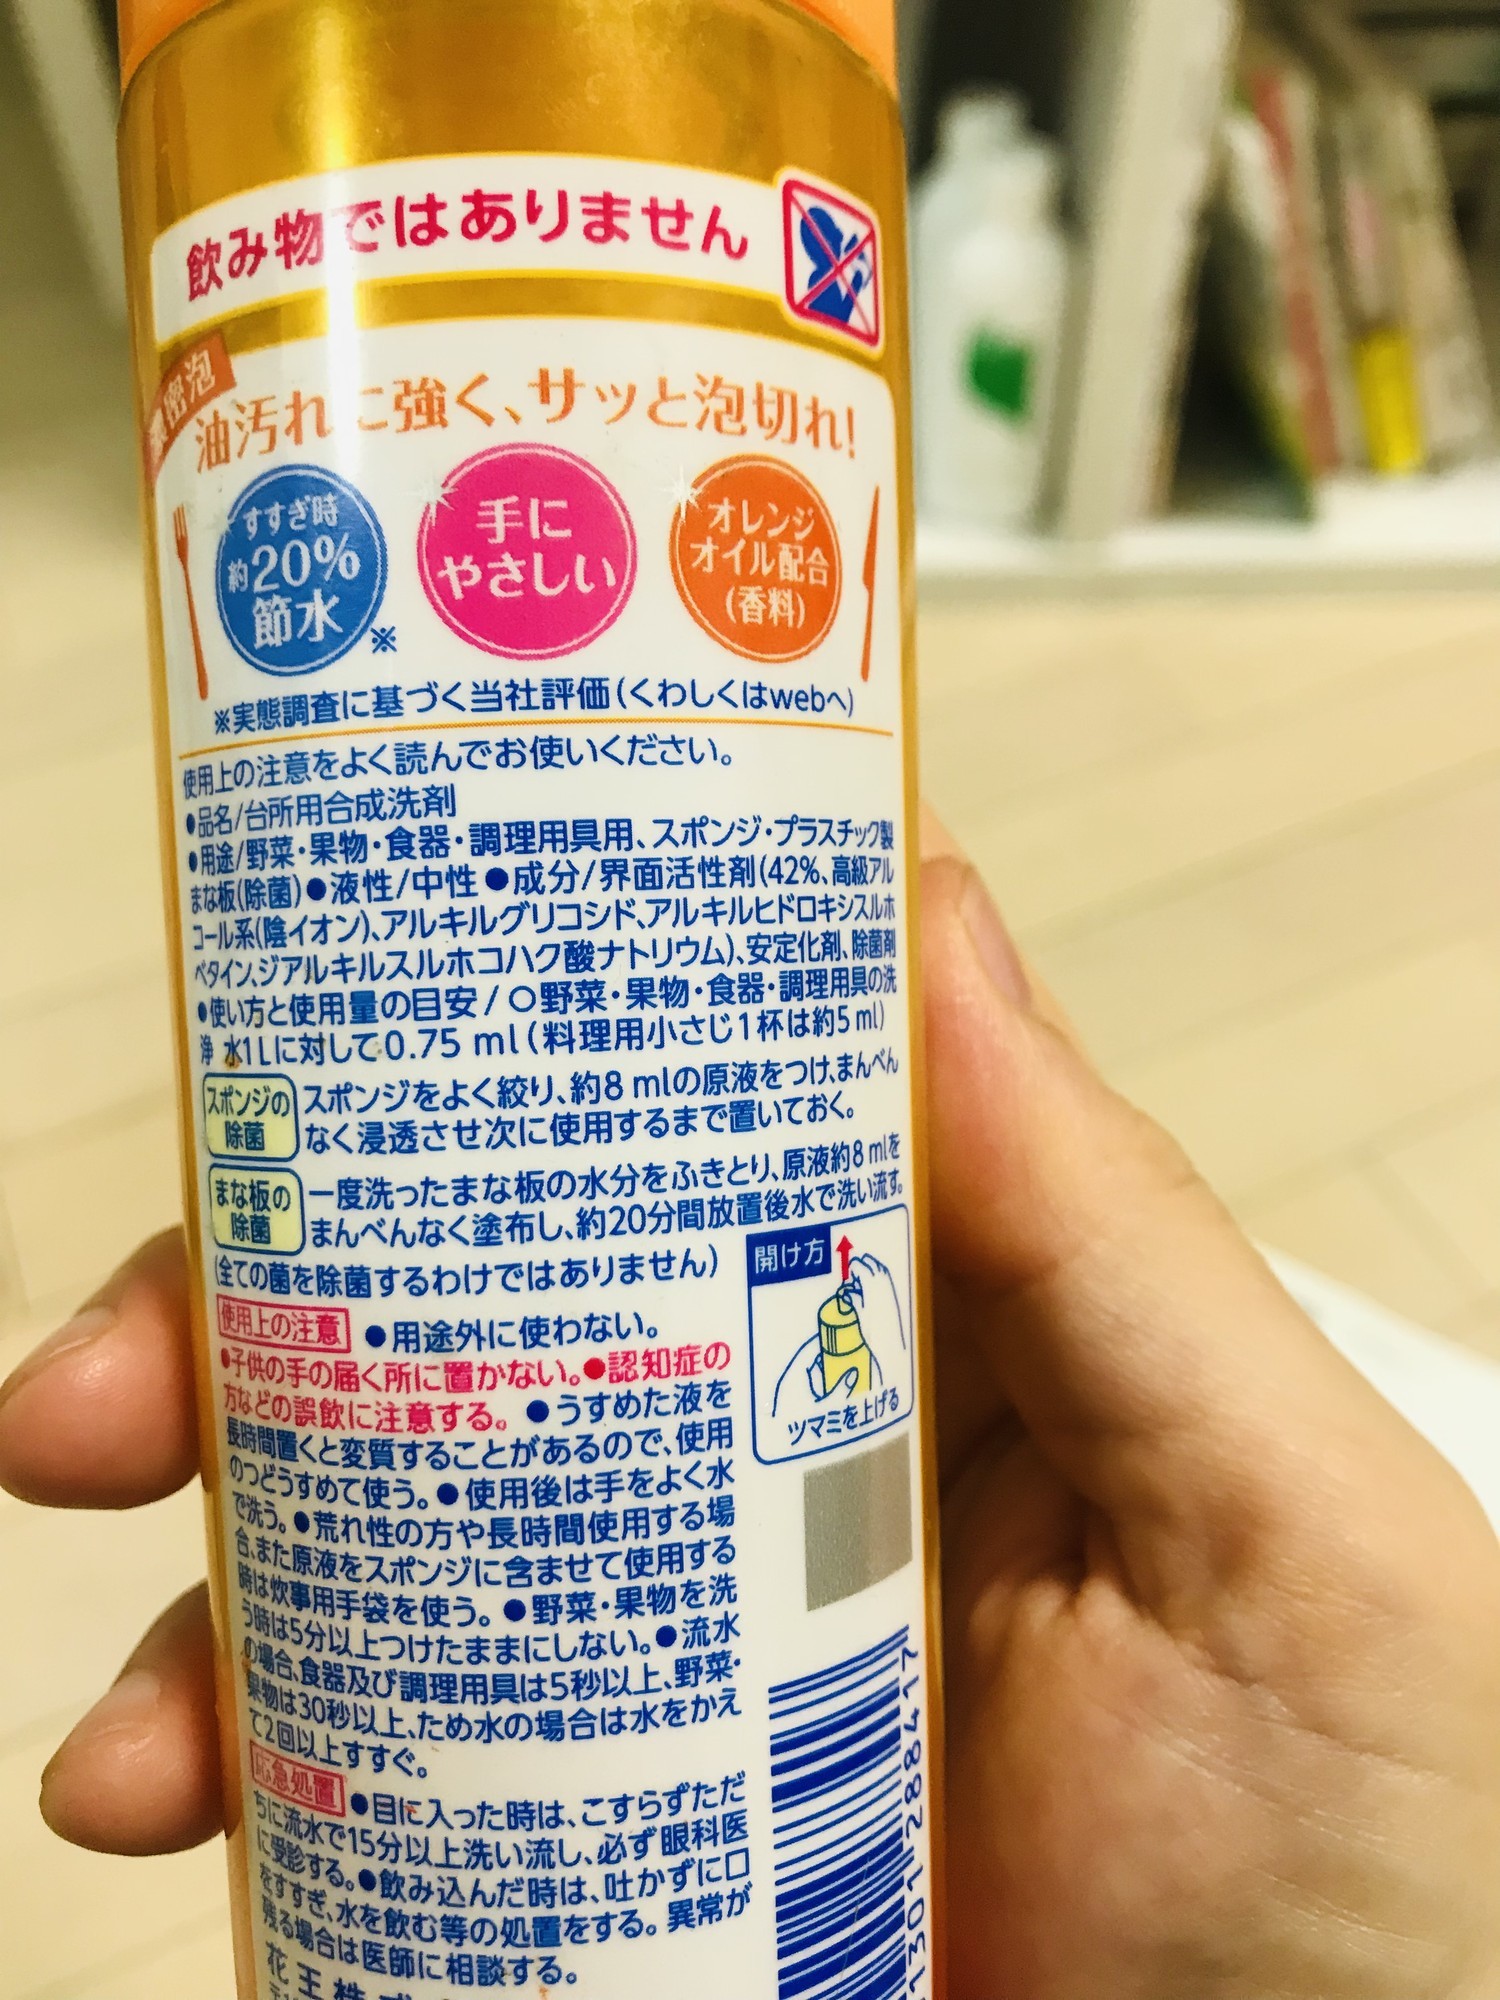 飲み物ではありません
密泡
油汚れに強く、サッと泡切れ!
すすぎ時
約20%
節水
※
手に
やさしい
オレンジ
オイル配合
(香料)
※実態調査に基づく当社評価(くわしくはwebへ)
使用上の注意をよく読んでお使いください。
●品名/台所用合成洗剤
●用途/野菜・果物・食器・調理用具用、スポンジ・プラスチック製
まな板(除菌)●液性/中性●成分/界面活性剤(42%、高級アル
コール系(陰イオン)、アルキルグリコシド、アルキルヒドロキシスルホ
ベタイン、ジアルキルスルホコハク酸ナトリウム)、安定化剤、除菌剤
●使い方と使用量の目安/○野菜・果物・食器・調理用具の洗
浄 水1Lに対して0.75 ml(料理用小さじ1杯は約5ml)
スポンジの
除菌
スポンジをよく絞り、約8 mlの原液をつけ、まんべん
なく浸透させ次に使用するまで置いておく。
まな板の
除菌
一度洗ったまな板の水分をふきとり、原液約8 mlを
まんべんなく塗布し、約20分間放置後水で洗い流す。
(全ての菌を除菌するわけではありません)
開け方
ツマミを上げる
使用上の注意 ●用途外に使わない。
●子供の手の届く所に置かない。●認知症の
方などの誤飲に注意する。●うすめた液を
長時間置くと変質することがあるので、使用
のつどうすめて使う。●使用後は手をよく水
で洗う。●荒れ性の方や長時間使用する場
合、また原液をスポンジに含ませて使用する
時は炊事用手袋を使う。●野菜・果物を洗
う時は5分以上つけたままにしない。●流水
の場合、食器及び調理用具は5秒以上、野菜・
果物は30秒以上、ため水の場合は水をかえ
て2回以上すすぐ。
応急処置 ●目に入った時は、こすらずただ
ちに流水で15分以上洗い流し、必ず眼科医
に受診する。●飲み込んだ時は、吐かずに口
をすすぎ、水を飲む等の処置をする。異常が
残る場合は医師に相談する。
花王株式
1301 288417